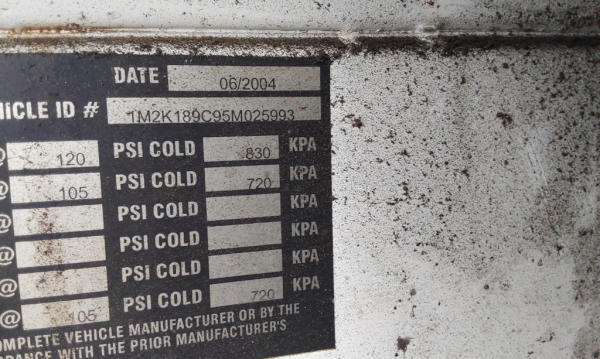 DATE 06/2004
HICLE ID # 1M2K189C95M025993
@ 120 PSI COLD 830 KPA
@ 105 PSI COLD 720 KPA
@ PSI COLD KPA
@ PSI COLD KPA
@ PSI COLD KPA
@ 105 PSI COLD 720 KPA
OMPLETE VEHICLE MANUFACTURER OR BY THE
DANCE WITH THE PRIOR MANUFACTURER'S